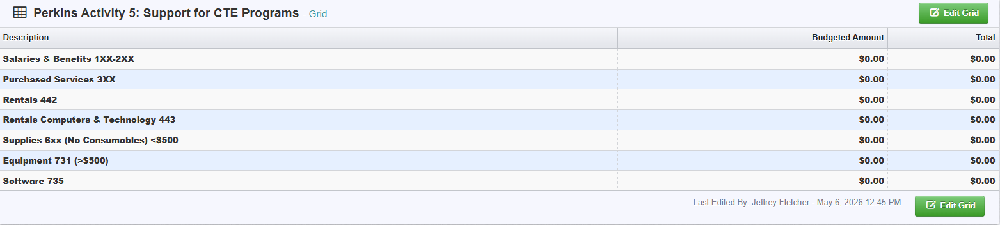 Perkins Activity 5: Support for CTE Programs - Grid Edit Grid
Description Budgeted Amount Total
Salaries & Benefits 1XX-2XX $0.00 $0.00
Purchased Services 3XX $0.00 $0.00
Rentals 442 $0.00 $0.00
Rentals Computers & Technology 443 $0.00 $0.00
Supplies 6xx (No Consumables) <$500 $0.00 $0.00
Equipment 731 (>$500) $0.00 $0.00
Software 735 $0.00 $0.00
Last Edited By: Jeffrey Fletcher - May 6, 2026 12:45 PM Edit Grid